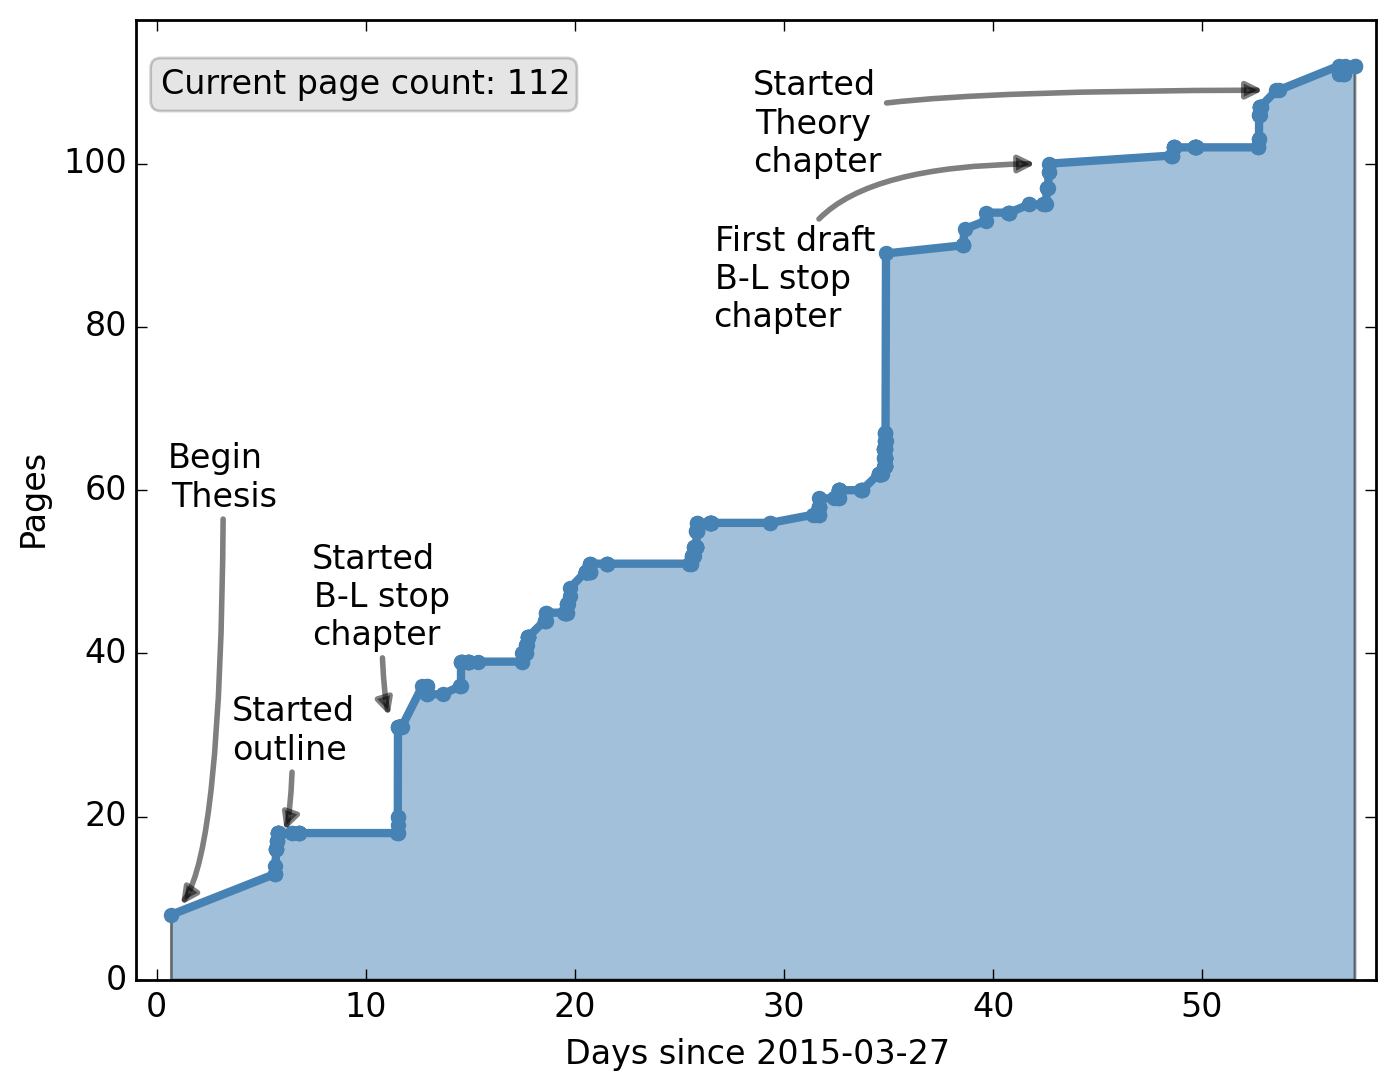 Current page count: 112
Started
Theory
chapter
First draft
B-L stop
chapter
Begin
Thesis
Started
B-L stop
chapter
Started
outline
Pages
100
80
60
40
20
0
0 10 20 30 40 50
Days since 2015-03-27